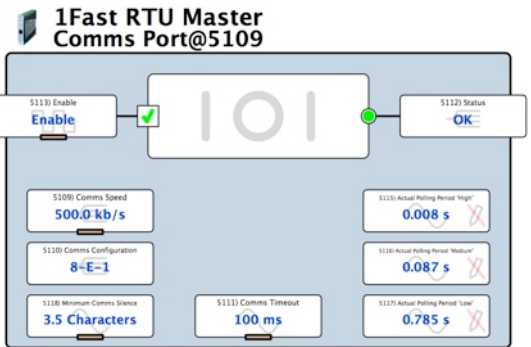 1Fast RTU Master
Comms Port@5109
5113) Enable
Enable
IOI
5112) Status
OK
5109) Comms Speed
500.0 kb/s
5115) Actual Polling Period 'High'
0.008 s
5110) Comms Configuration
8-E-1
5116) Actual Polling Period 'Medium'
0.087 s
5118) Minimum Comms Silence
3.5 Characters
5111) Comms Timeout
100 ms
5117) Actual Polling Period 'Low'
0.785 s